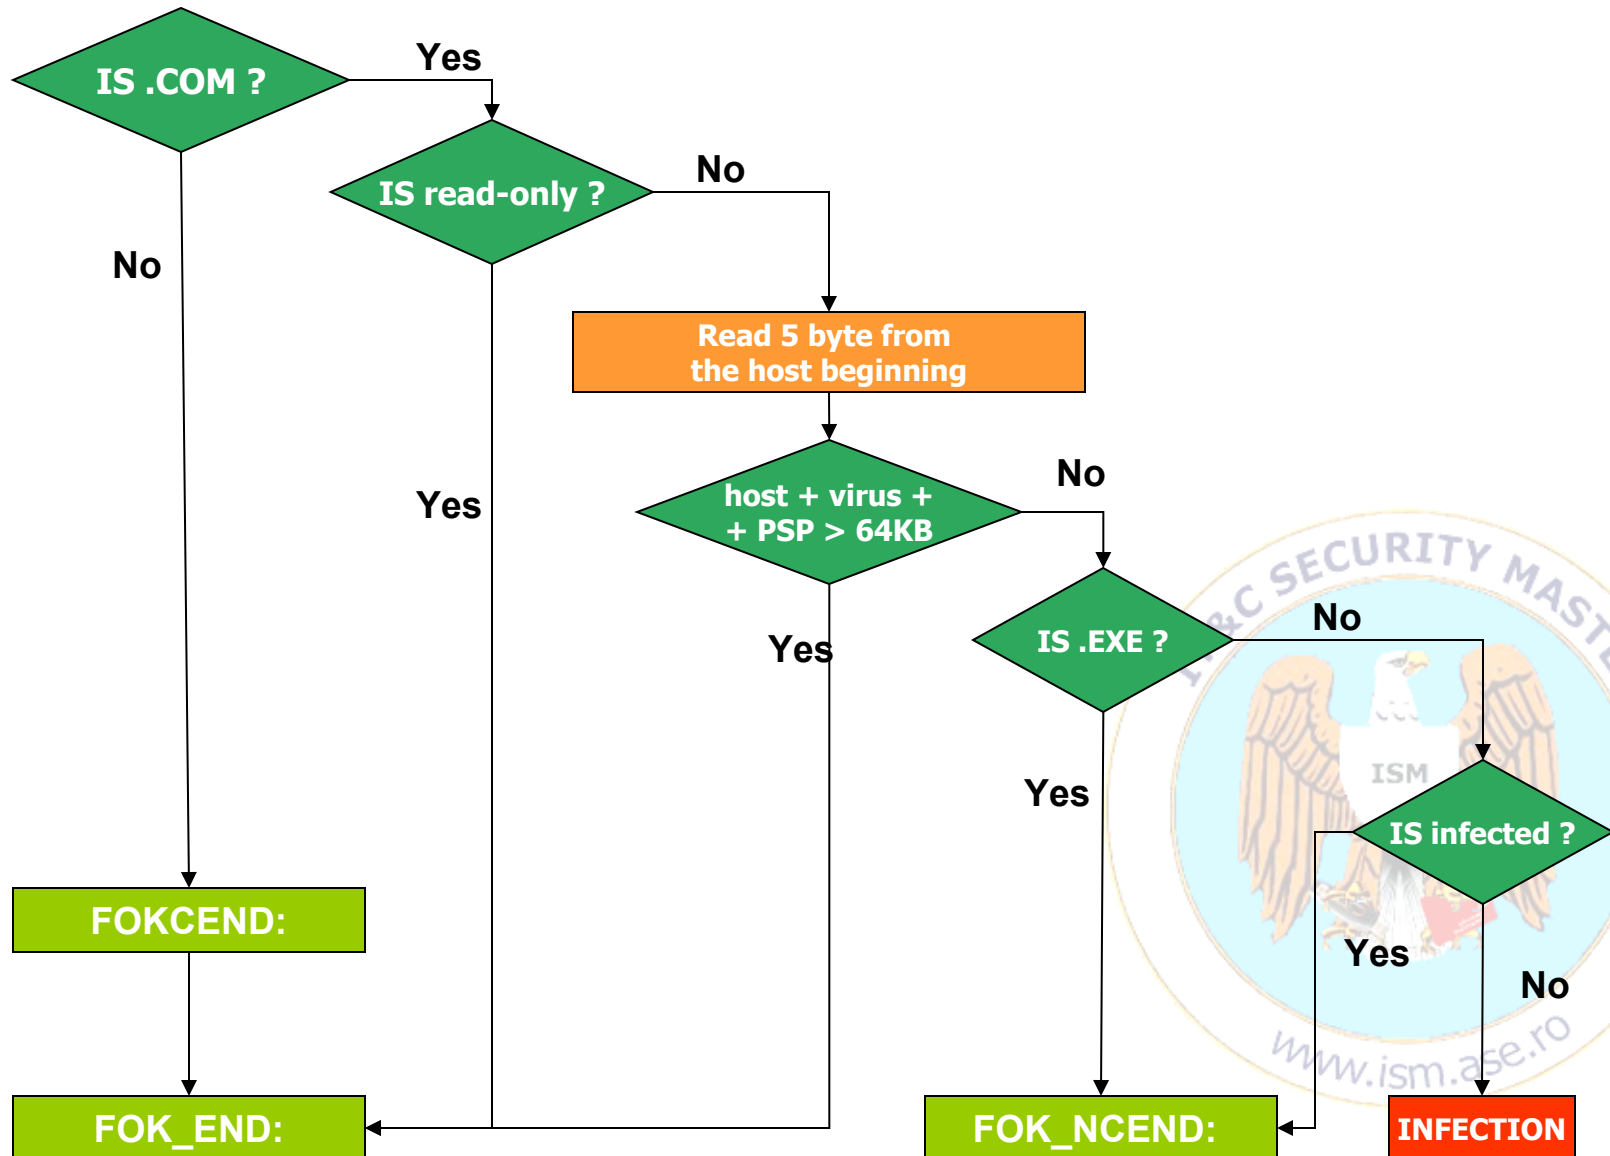 IS .COM ?
Yes
IS read-only ?
No
No
Read 5 byte from
the host beginning
host + virus +
+ PSP > 64KB
No
Yes
IS .EXE ?
No
Yes
Yes
IS infected ?
FOKCEND:
Yes
No
FOK_END:
FOK_NCEND:
INFECTION
&C SECURITY MASTE
ISM
www.ism.ase.ro